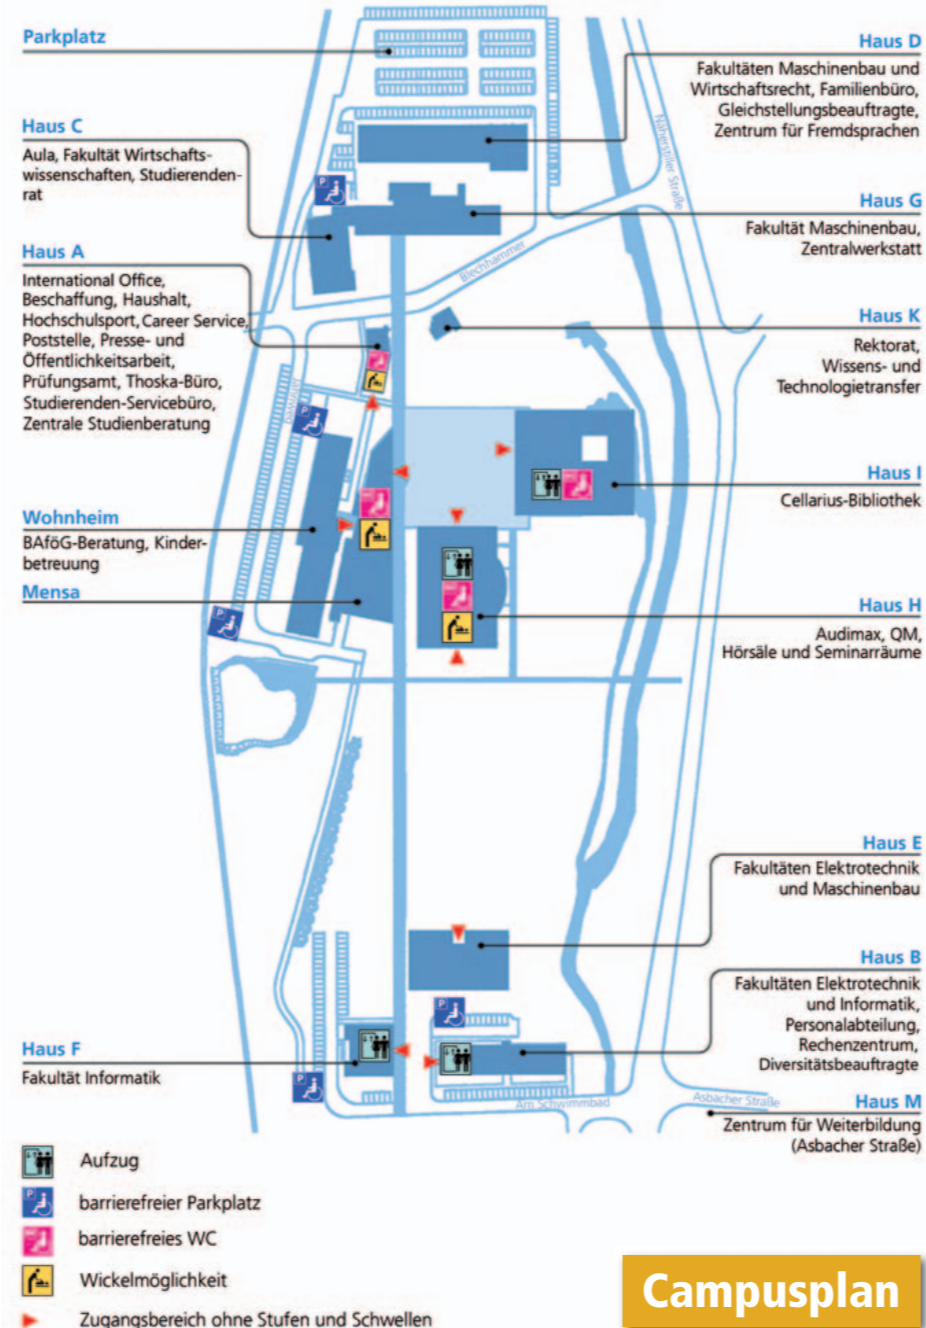 Parkplatz
Haus C
Aula, Fakultät Wirtschafts-
wissenschaften, Studierenden-
rat
Haus A
International Office,
Beschaffung, Haushalt,
Hochschulsport, Career Service,
Poststelle, Presse- und
Öffentlichkeitsarbeit,
Prüfungsamt, Thoska-Büro,
Studierenden-Servicebüro,
Zentrale Studienberatung
Wohnheim
BAföG-Beratung, Kinder-
betreuung
Mensa
Haus F
Fakultät Informatik
Haus D
Fakultäten Maschinenbau und
Wirtschaftsrecht, Familienbüro,
Gleichstellungsbeauftragte,
Zentrum für Fremdsprachen
Haus G
Fakultät Maschinenbau,
Zentralwerkstatt
Haus K
Rektorat,
Wissens- und
Technologietransfer
Haus I
Cellarius-Bibliothek
Haus H
Audimax, QM,
Hörsäle und Seminarräume
Haus E
Fakultäten Elektrotechnik
und Maschinenbau
Haus B
Fakultäten Elektrotechnik
und Informatik,
Personalabteilung,
Rechenzentrum,
Diversitätsbeauftragte
Haus M
Zentrum für Weiterbildung
(Asbacher Straße)
Näherstiller Straße
Blechhammer
Am Schwimmbad
Asbacher Straße
P
P
P
P
P
Aufzug
P
barrierefreier Parkplatz
barrierefreies WC
Wickelmöglichkeit
Zugangsbereich ohne Stufen und Schwellen
Campusplan